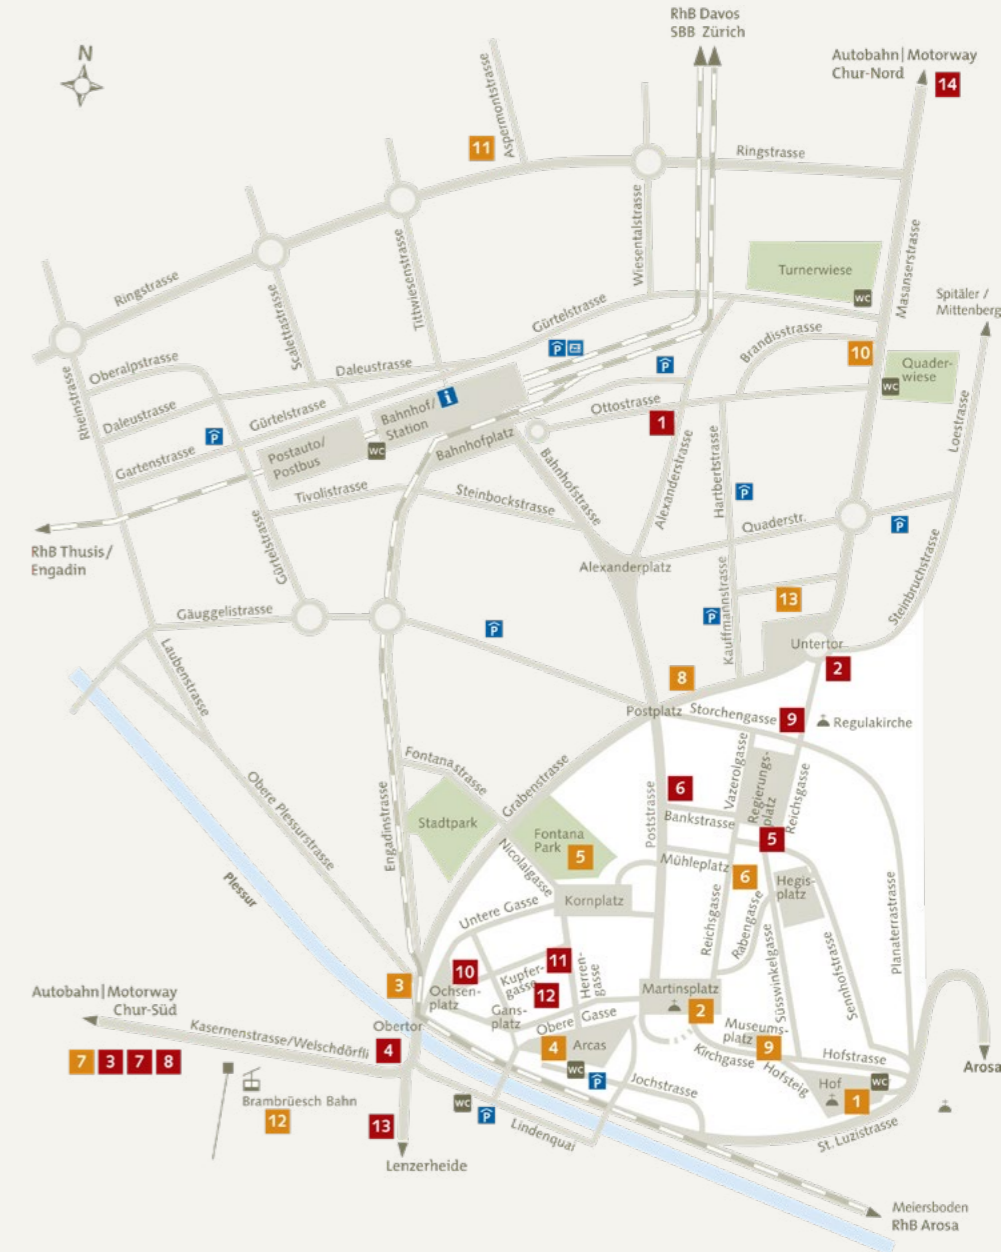 RhB Davos
SBB Zürich
N
Autobahn|Motorway
Chur-Nord
14
Aspermontstrasse
11
Ringstrasse
Wiesentalstrasse
Masanserstrasse
Turnerwiese
WC
Spitäler /
Mittenberg
Ringstrasse
Scalettastrasse
Tittwiesenstrasse
Gürtelstrasse
P
P
Brandisstrasse
10
Quader-
wiese
WC
Rheinstrasse
Oberalpstrasse
Daleustrasse
Daleustrasse
Gürtelstrasse
i
Bahnhof/
Station
Ottostrasse
1
Loestrasse
P
Gartenstrasse
Postauto/
Postbus
WC
Bahnhofplatz
Bahnhofstrasse
Alexanderstrasse
Hartbertstrasse
Tivolistrasse
Steinbockstrasse
P
Quaderstr.
P
RhB Thusis/
Engadin
Gürtelstrasse
Alexanderplatz
Steinbruchstrasse
Gäuggelistrasse
P
Kauffmannstrasse
P
13
Untertor
2
Laubenstrasse
8
Postplatz
Storchengasse
9
Regulakirche
Fontanastrasse
Grabenstrasse
Vazerolgasse
Regierungs-
platz
Reichsgasse
Obere Plessurstrasse
Engadinstrasse
Stadtpark
Fontana
Park
5
Nicolaigasse
Poststrasse
6
Bankstrasse
5
Mühleplatz
6
Hegis-
platz
Plessur
Kornplatz
Untere Gasse
Reichsgasse
Rabengasse
Süsswinkelgasse
Sennhofstrasse
Planaterrastrasse
3
10
Ochsen-
platz
Kupfer-
gasse
11
12
Herren-
gasse
Gans-
platz
Obere Gasse
Martinsplatz
2
Autobahn|Motorway
Chur-Süd
Kasernenstrasse/Welschdörfli
Obertor
4
7
3
7
8
4
Arcas
WC
P
Museums-
platz
9
Kirchgasse
Hofsteig
Hofstrasse
Hof
WC
1
Arosa
Brambrüesch Bahn
12
13
WC
P
Lindenquai
Jochstrasse
St. Luzistrasse
Lenzerheide
Meiersboden
RhB Arosa